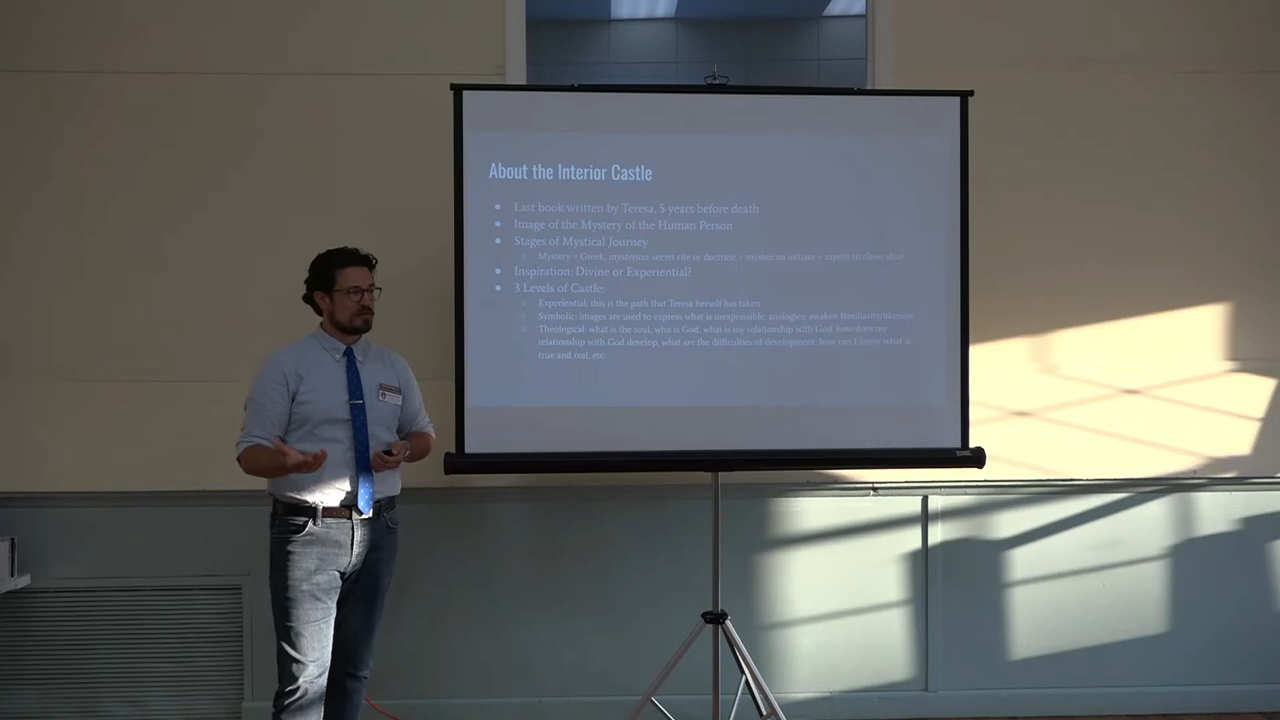 About the Interior Castle
● Last book written by Teresa, 5 years before death
● Image of the Mystery of the Human Person
● Stages of Mystical Journey
○ Mystery > Greek, mysterion: secret rite or doctrine > mystes: an initiate > to close, shut
● Inspiration: Divine or Experiential?
● 3 Levels of Castle:
○ Experiential: this is the path that Teresa herself has taken
○ Symbolic: images are used to express what is inexpressible; analogies, awaken familiarity/likeness
○ Theological: what is the soul, who is God, what is my relationship with God, how does my
relationship with God develop, what are the difficulties of development, how can I know what is
true and real, etc.